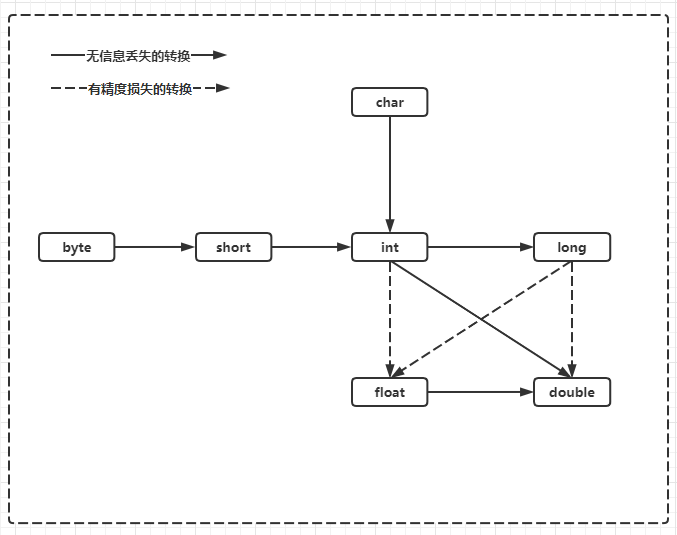 无信息丢失的转换
有精度损失的转换
char
byte
short
int
long
float
double